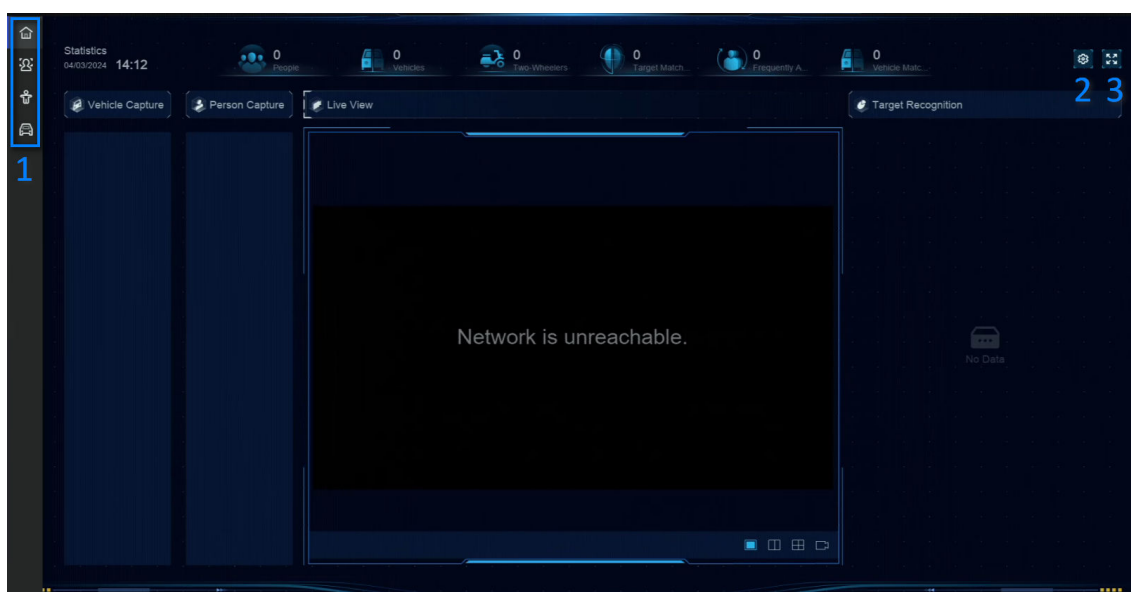 Statistics
04/03/2024 14:12
0
People
0
Vehicles
0
Two-Wheelers
0
Target Match...
0
Frequently A...
0
Vehicle Matc...
2 3
Vehicle Capture
Person Capture
Live View
Target Recognition
1
Network is unreachable.
No Data